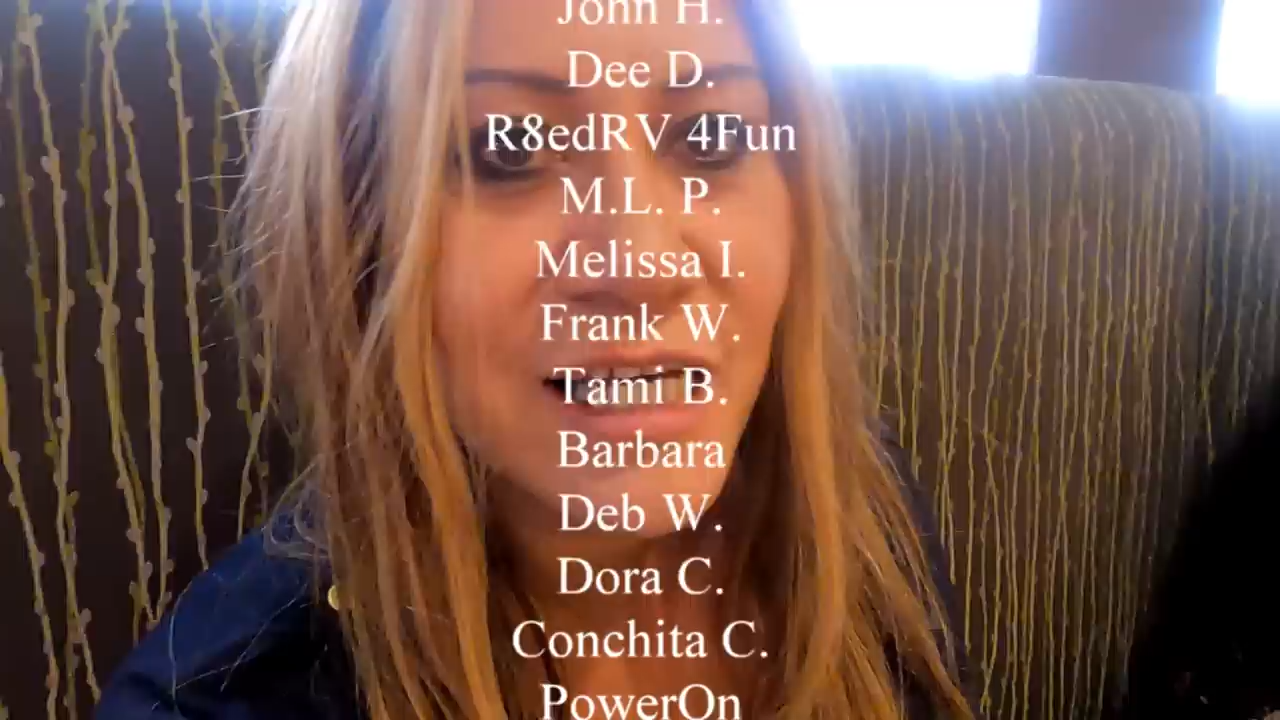 John H.
Dee D.
R8edRV 4Fun
M.L. P.
Melissa I.
Frank W.
Tami B.
Barbara
Deb W.
Dora C.
Conchita C.
PowerOn